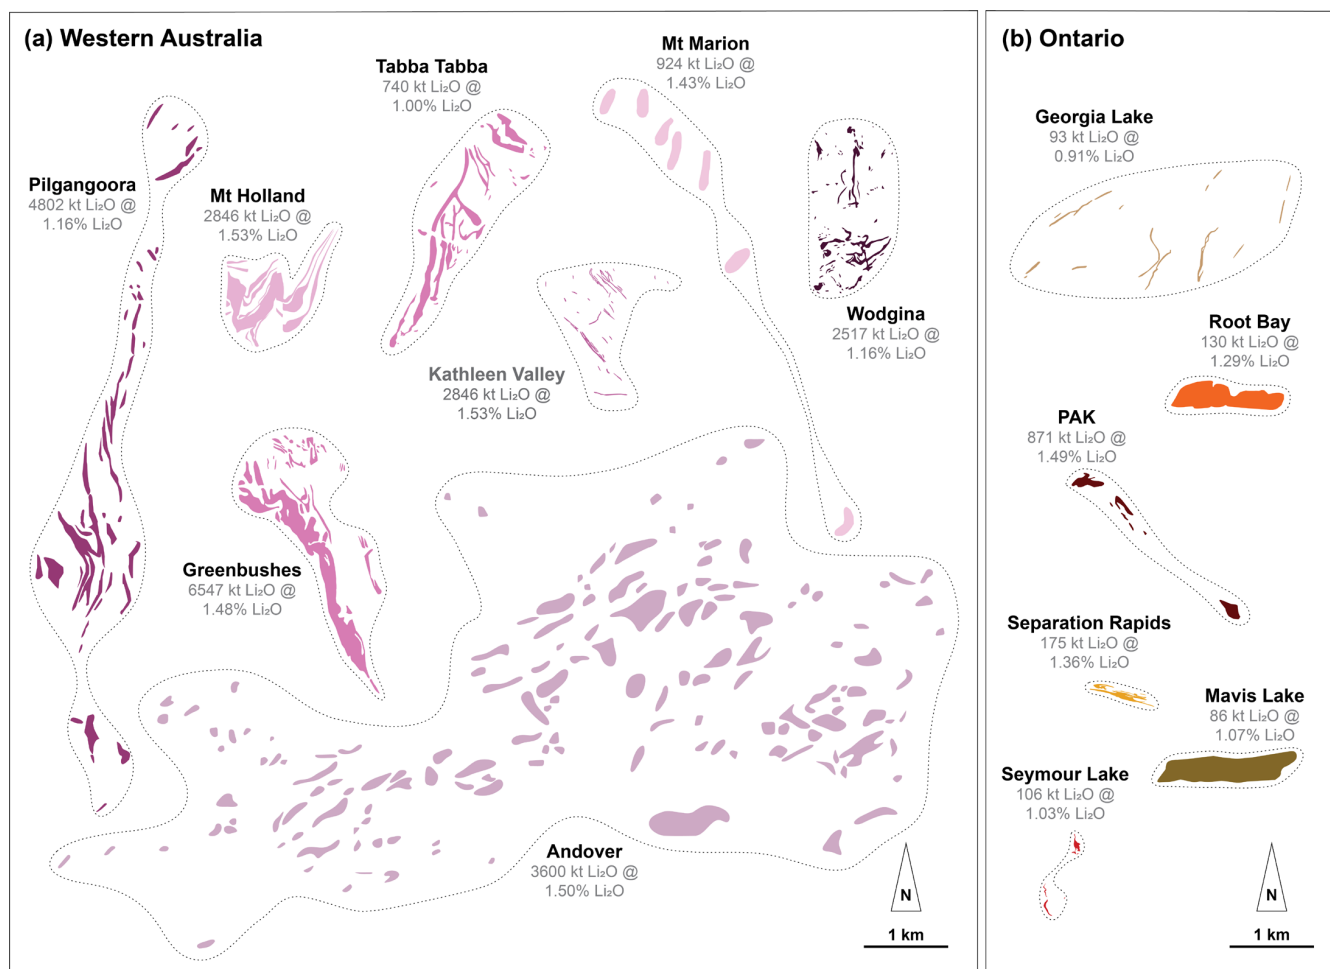 (a) Western Australia
Pilgangoora
4802 kt Li₂O @
1.16% Li₂O
Mt Holland
2846 kt Li₂O @
1.53% Li₂O
Tabba Tabba
740 kt Li₂O @
1.00% Li₂O
Mt Marion
924 kt Li₂O @
1.43% Li₂O
Wodgina
2517 kt Li₂O @
1.16% Li₂O
Kathleen Valley
2846 kt Li₂O @
1.53% Li₂O
Greenbushes
6547 kt Li₂O @
1.48% Li₂O
Andover
3600 kt Li₂O @
1.50% Li₂O
N
1 km
(b) Ontario
Georgia Lake
93 kt Li₂O @
0.91% Li₂O
Root Bay
130 kt Li₂O @
1.29% Li₂O
PAK
871 kt Li₂O @
1.49% Li₂O
Separation Rapids
175 kt Li₂O @
1.36% Li₂O
Mavis Lake
86 kt Li₂O @
1.07% Li₂O
Seymour Lake
106 kt Li₂O @
1.03% Li₂O
N
1 km